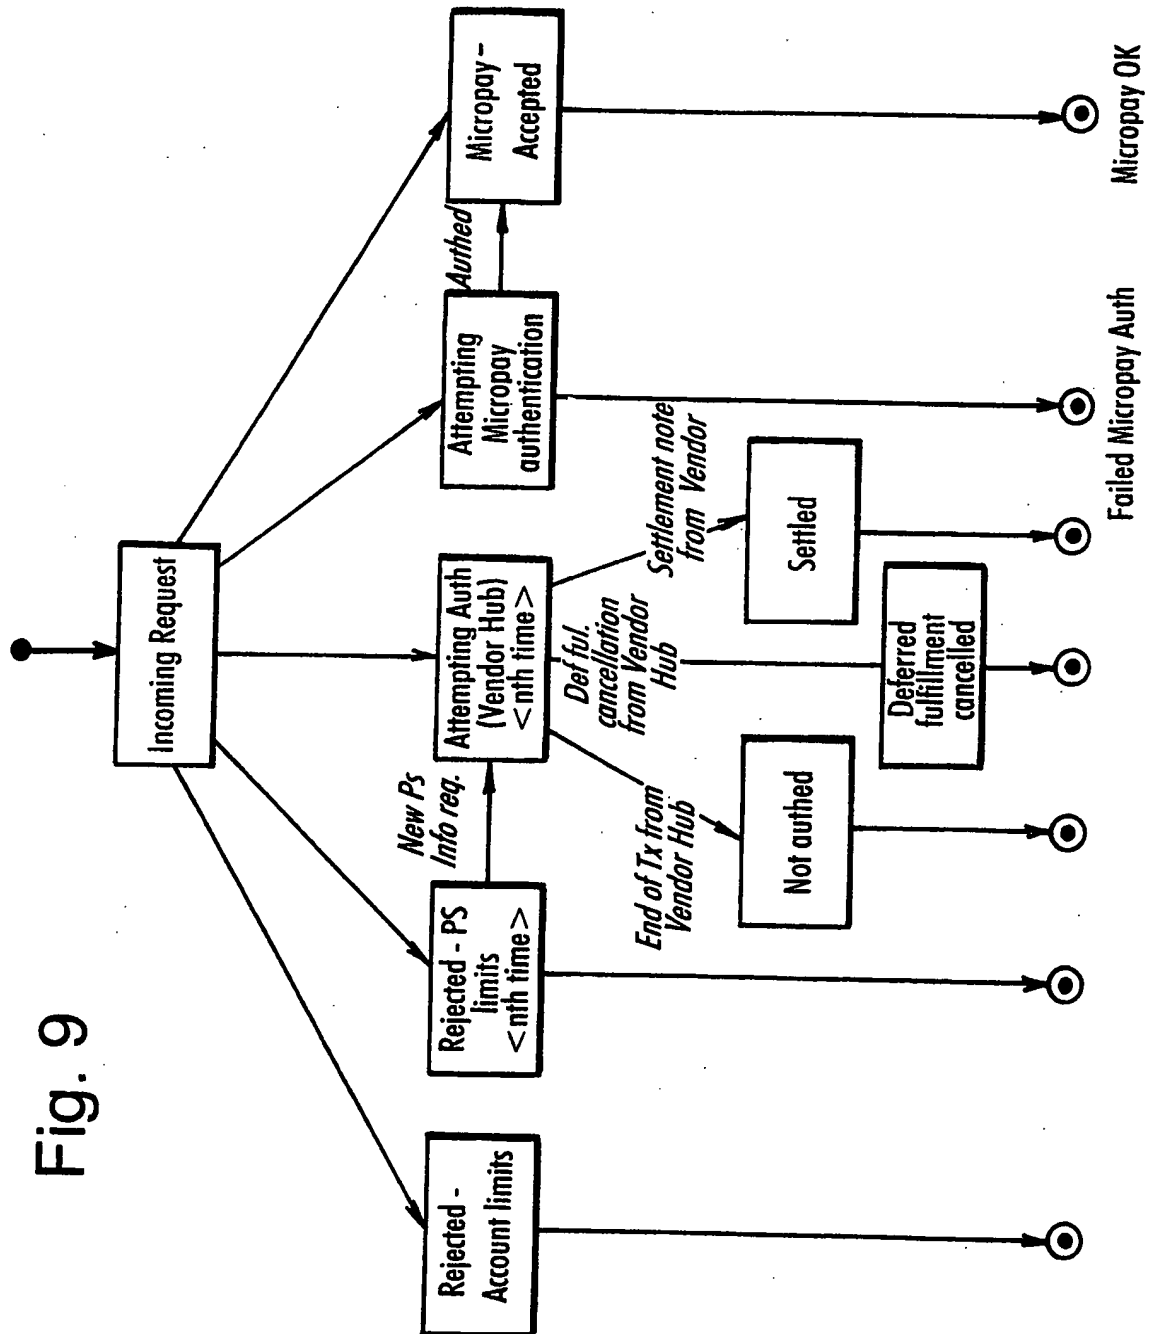 Fig. 9
Incoming Request
Rejected -
Account limits
Rejected - PS
limits
<nth time>
New Ps
Info req.
Attempting Auth
(Vendor Hub)
<nth time>
Attempting
Micropay
authentication
Authed
Micropay -
Accepted
End of Tx from
Vendor Hub
Def ful.
cancellation
from Vendor
Hub
Settlement note
from Vendor
Not authed
Deferred
fulfillment
cancelled
Settled
Failed Micropay Auth
Micropay OK